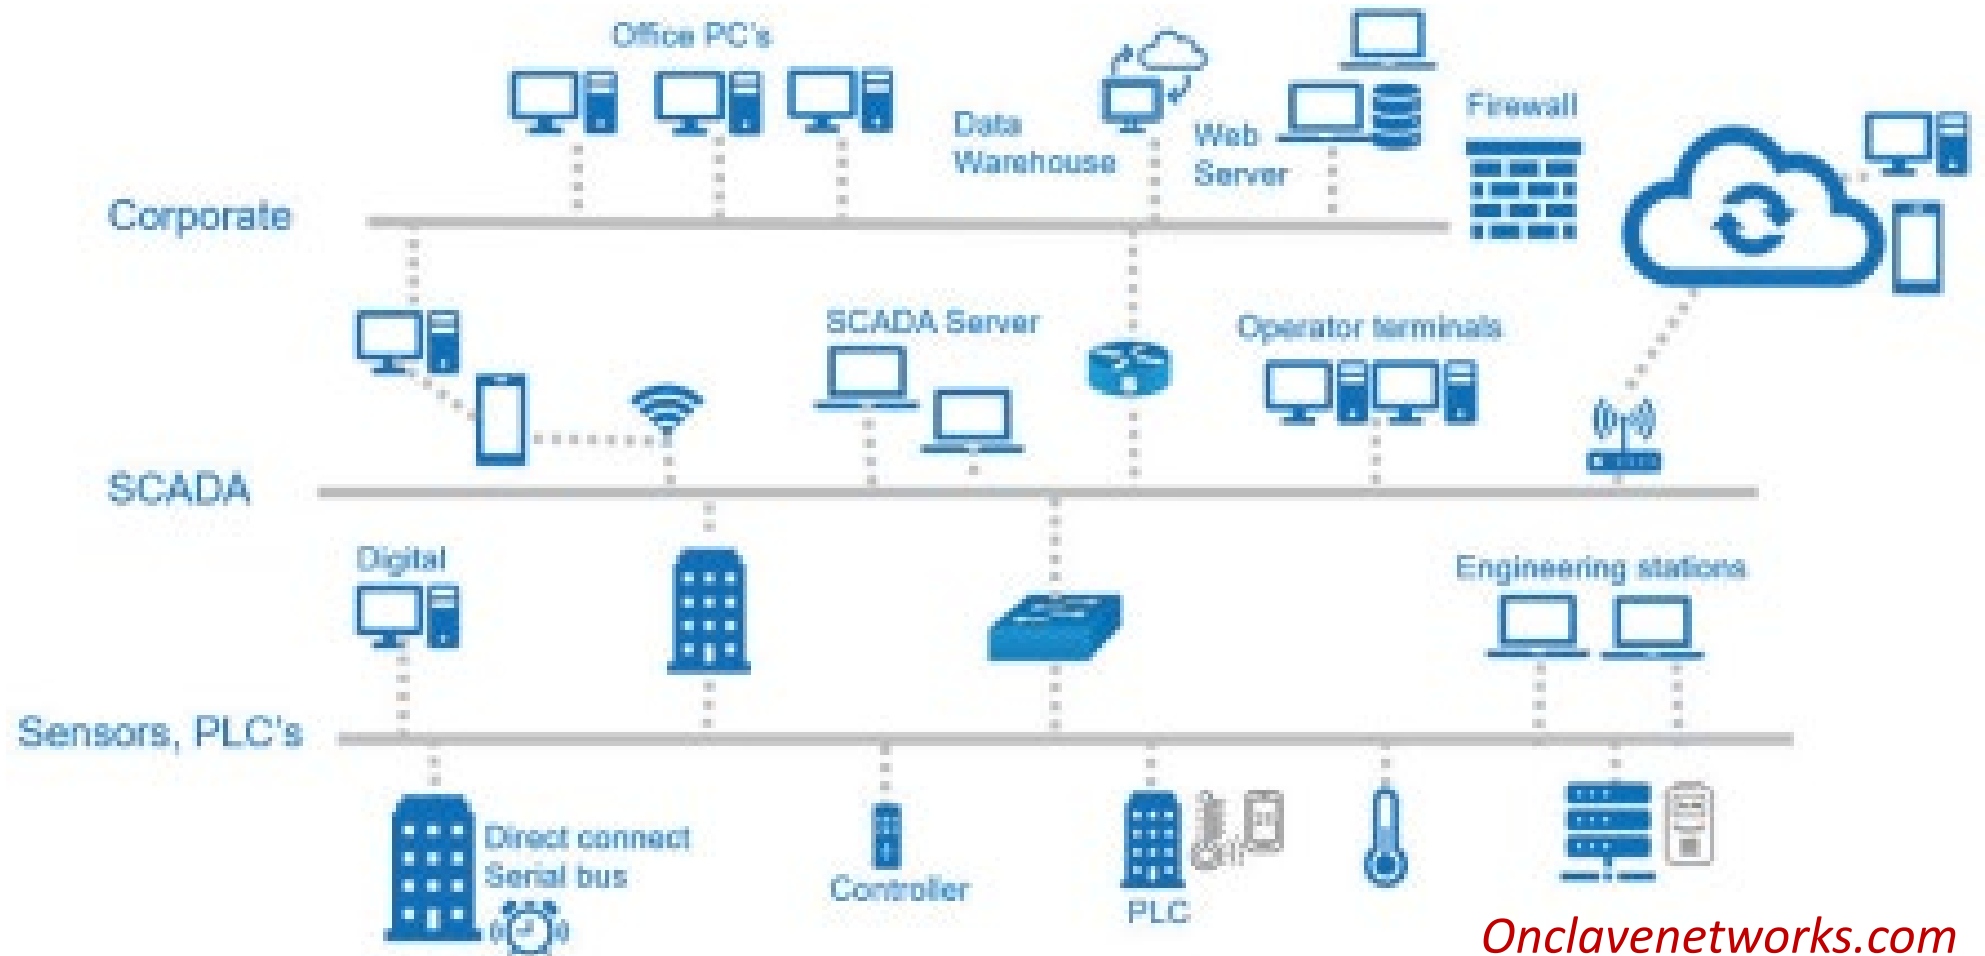 Office PC's
Data
Warehouse
Web
Server
Firewall
Corporate
SCADA Server
Operator terminals
SCADA
Digital
Engineering stations
Sensors, PLC's
Direct connect
Serial bus
Controller
PLC
Onclavenetworks.com